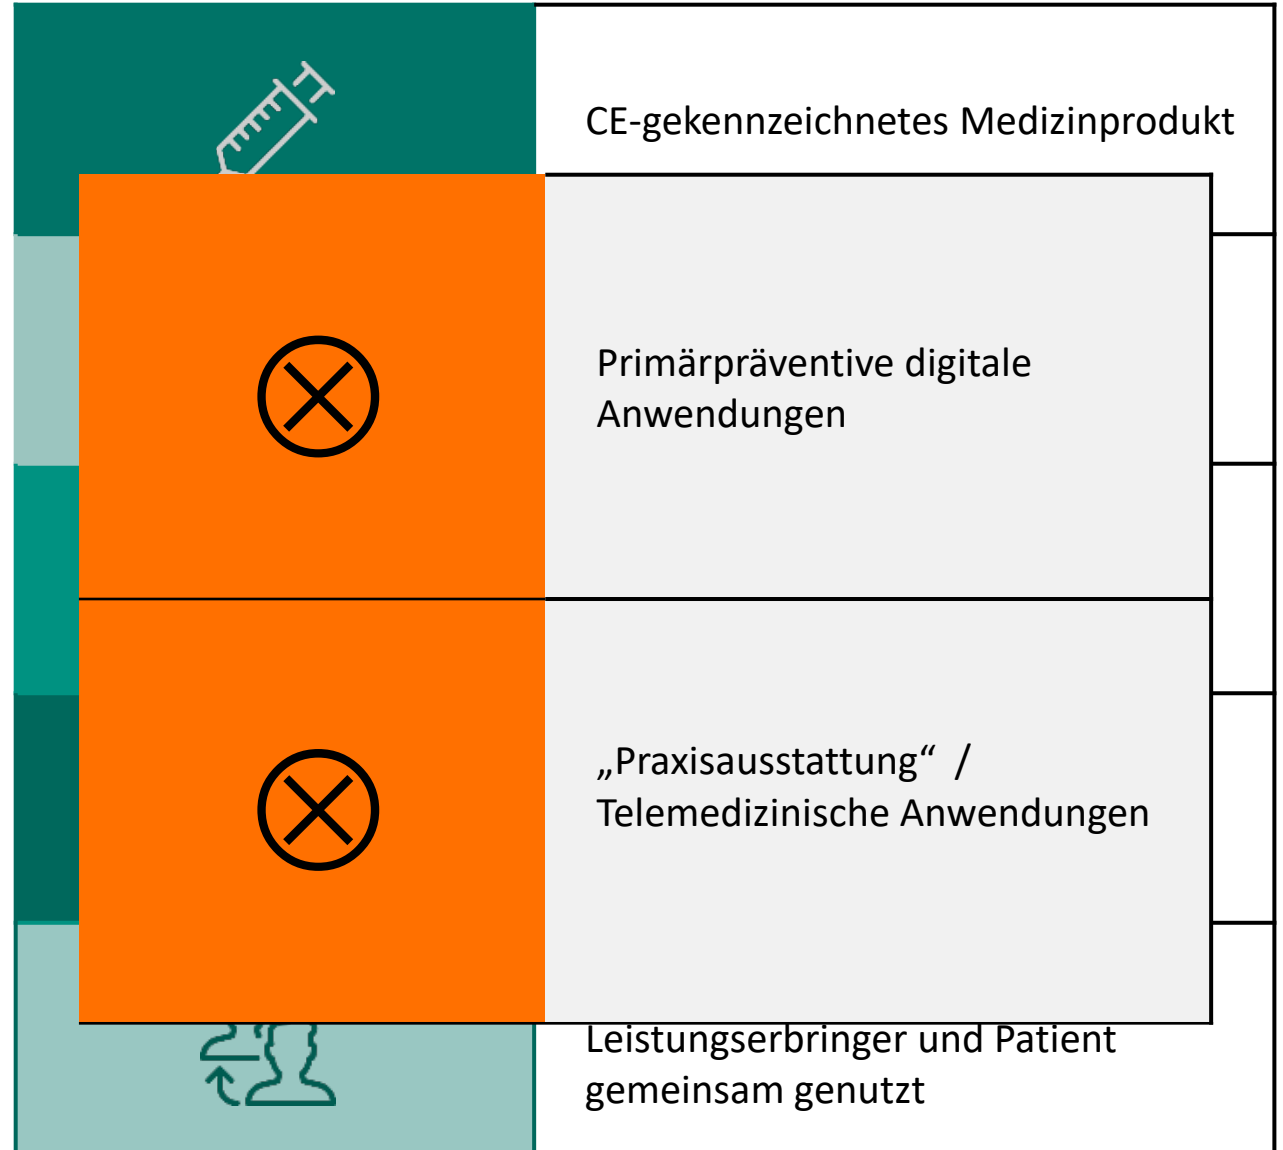 CE-gekennzeichnetes Medizinprodukt
Primärpräventive digitale
Anwendungen
„Praxisausstattung“ /
Telemedizinische Anwendungen
Leistungserbringer und Patient
gemeinsam genutzt